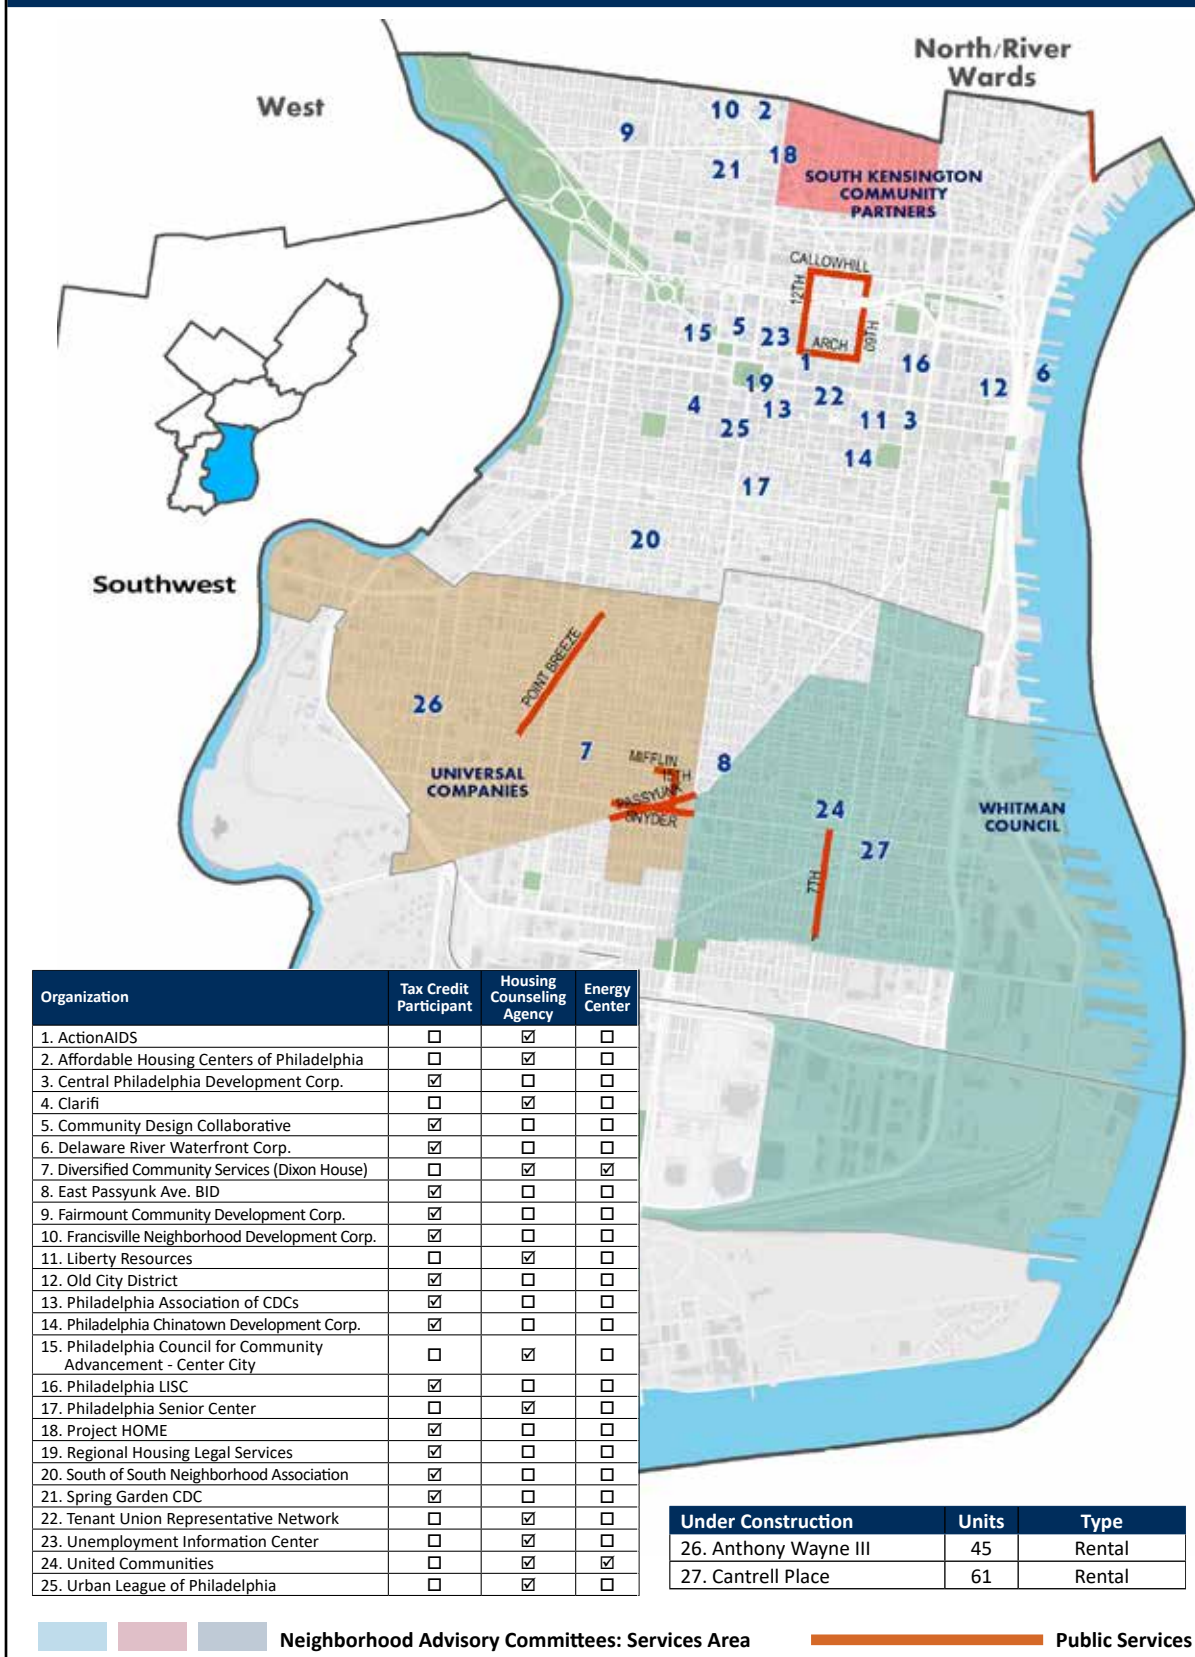 North/River
Wards
West
10 2
9
18
21
SOUTH KENSINGTON
COMMUNITY
PARTNERS
CALLOWHILL
12TH
09TH
ARCH
15 5 23
1
16
12 6
19
22
4 13
25
11 3
14
17
20
Southwest
POINT BREEZE
26
7
MIFFLIN
15TH
8
UNIVERSAL
COMPANIES
PASSYUNK
SNYDER
24
WHITMAN
COUNCIL
27
7TH
Organization Tax Credit Participant Housing Counseling Agency Energy Center
1. ActionAIDS ☐ ☑ ☐
2. Affordable Housing Centers of Philadelphia ☐ ☑ ☐
3. Central Philadelphia Development Corp. ☑ ☐ ☐
4. Clarifi ☐ ☑ ☐
5. Community Design Collaborative ☑ ☐ ☐
6. Delaware River Waterfront Corp. ☑ ☐ ☐
7. Diversified Community Services (Dixon House) ☐ ☑ ☑
8. East Passyunk Ave. BID ☑ ☐ ☐
9. Fairmount Community Development Corp. ☑ ☐ ☐
10. Francisville Neighborhood Development Corp. ☑ ☐ ☐
11. Liberty Resources ☐ ☑ ☐
12. Old City District ☑ ☐ ☐
13. Philadelphia Association of CDCs ☑ ☐ ☐
14. Philadelphia Chinatown Development Corp. ☑ ☐ ☐
15. Philadelphia Council for Community
Advancement - Center City ☐ ☑ ☐
16. Philadelphia LISC ☑ ☐ ☐
17. Philadelphia Senior Center ☐ ☑ ☐
18. Project HOME ☑ ☐ ☐
19. Regional Housing Legal Services ☑ ☐ ☐
20. South of South Neighborhood Association ☑ ☐ ☐
21. Spring Garden CDC ☑ ☐ ☐
22. Tenant Union Representative Network ☐ ☑ ☐
23. Unemployment Information Center ☐ ☑ ☐
24. United Communities ☐ ☑ ☑
25. Urban League of Philadelphia ☐ ☑ ☐
Under Construction Units Type
26. Anthony Wayne III 45 Rental
27. Cantrell Place 61 Rental
Neighborhood Advisory Committees: Services Area
Public Services